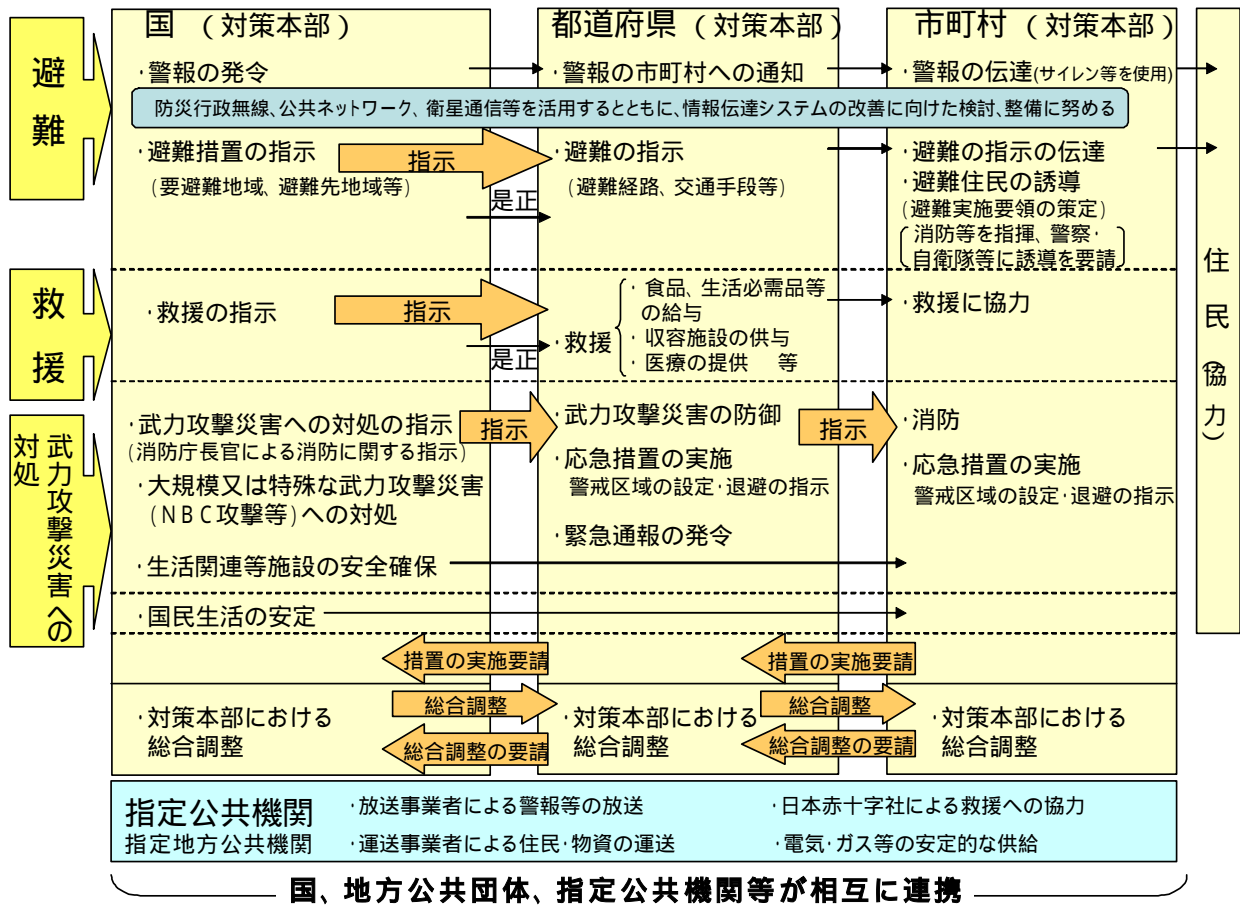 国 （対策本部）
都道府県（対策本部）
市町村（対策本部）
避難
・警報の発令
・警報の市町村への通知
・警報の伝達(サイレン等を使用)
防災行政無線、公共ネットワーク、衛星通信等を活用するとともに、情報伝達システムの改善に向けた検討、整備に努める
・避難措置の指示
(要避難地域、避難先地域等)
指示
是正
・避難の指示
(避難経路、交通手段等)
・避難の指示の伝達
・避難住民の誘導
(避難実施要領の策定)
消防等を指揮、警察・
自衛隊等に誘導を要請
住民（協力）
救援
・救援の指示
指示
是正
・救援
・食品、生活必需品等
の給与
・収容施設の供与
・医療の提供 等
・救援に協力
武力攻撃災害への
対処
・武力攻撃災害への対処の指示
(消防庁長官による消防に関する指示)
・大規模又は特殊な武力攻撃災害
(ＮＢＣ攻撃等)への対処
・生活関連等施設の安全確保
指示
・武力攻撃災害の防御
・応急措置の実施
警戒区域の設定・退避の指示
・緊急通報の発令
指示
・消防
・応急措置の実施
警戒区域の設定・退避の指示
・国民生活の安定
措置の実施要請
措置の実施要請
・対策本部における
総合調整
総合調整
総合調整の要請
・対策本部における
総合調整
総合調整
総合調整の要請
・対策本部における
総合調整
指定公共機関
指定地方公共機関
・放送事業者による警報等の放送
・日本赤十字社による救援への協力
・運送事業者による住民・物資の運送
・電気・ガス等の安定的な供給
国、地方公共団体、指定公共機関等が相互に連携